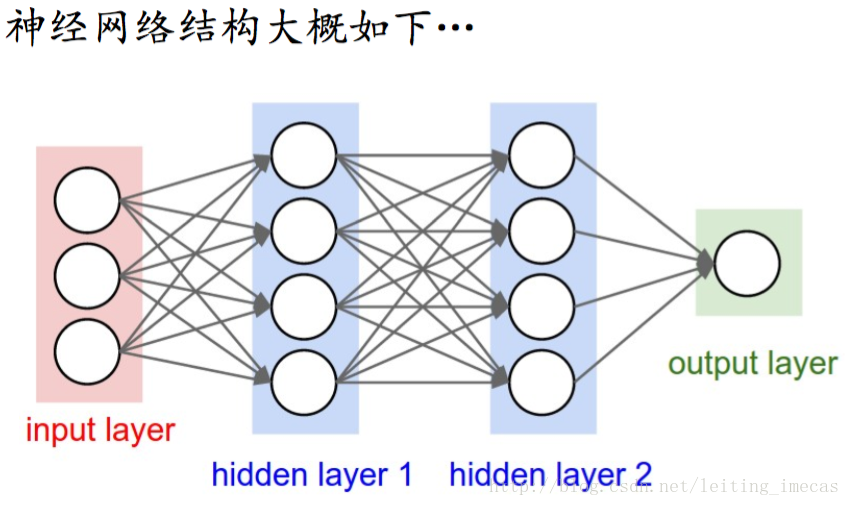 神经网络结构大概如下…
input layer
hidden layer 1
hidden layer 2
output layer
http://blog.csdn.net/leiting_imecas